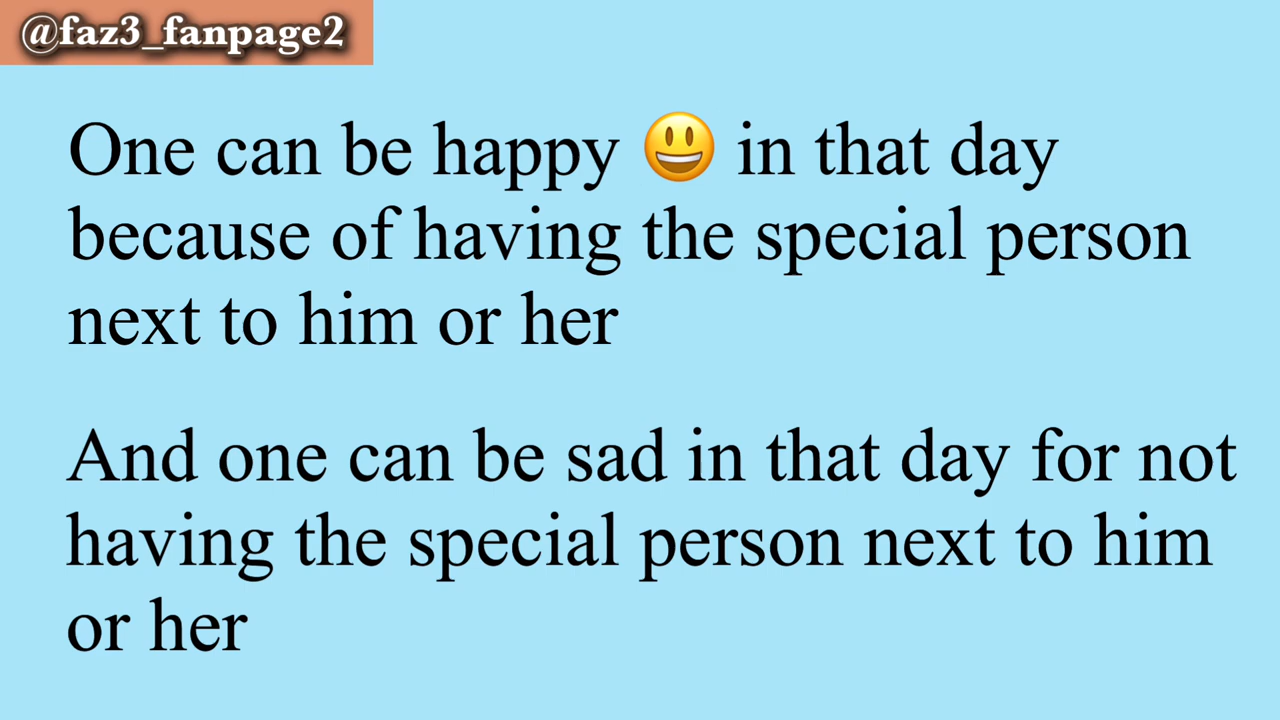 @faz3_fanpage2
One can be happy 😃 in that day
because of having the special person
next to him or her
And one can be sad in that day for not
having the special person next to him
or her